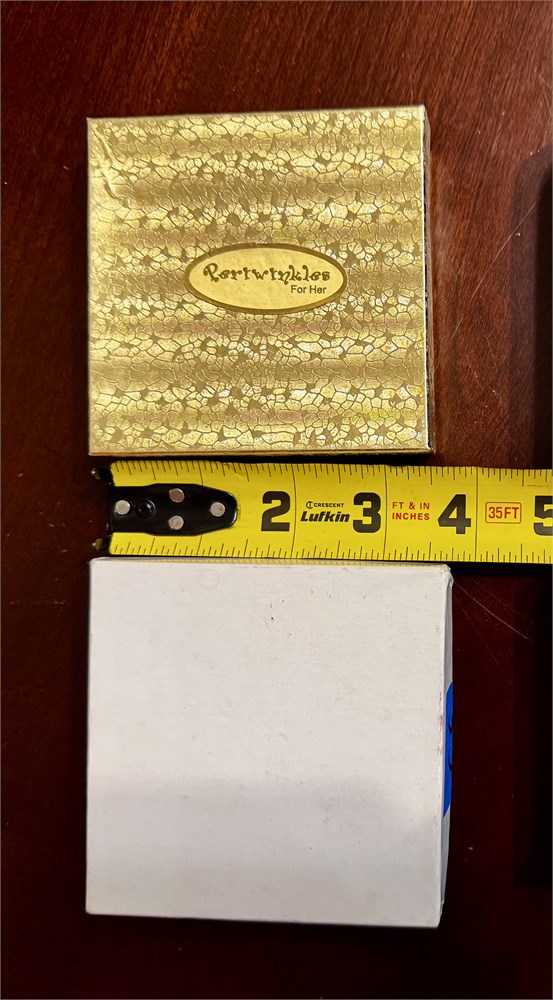 Periwinkles
For Her
2 CRESCENT Lufkin 3 FT & IN INCHES 4 35FT 5